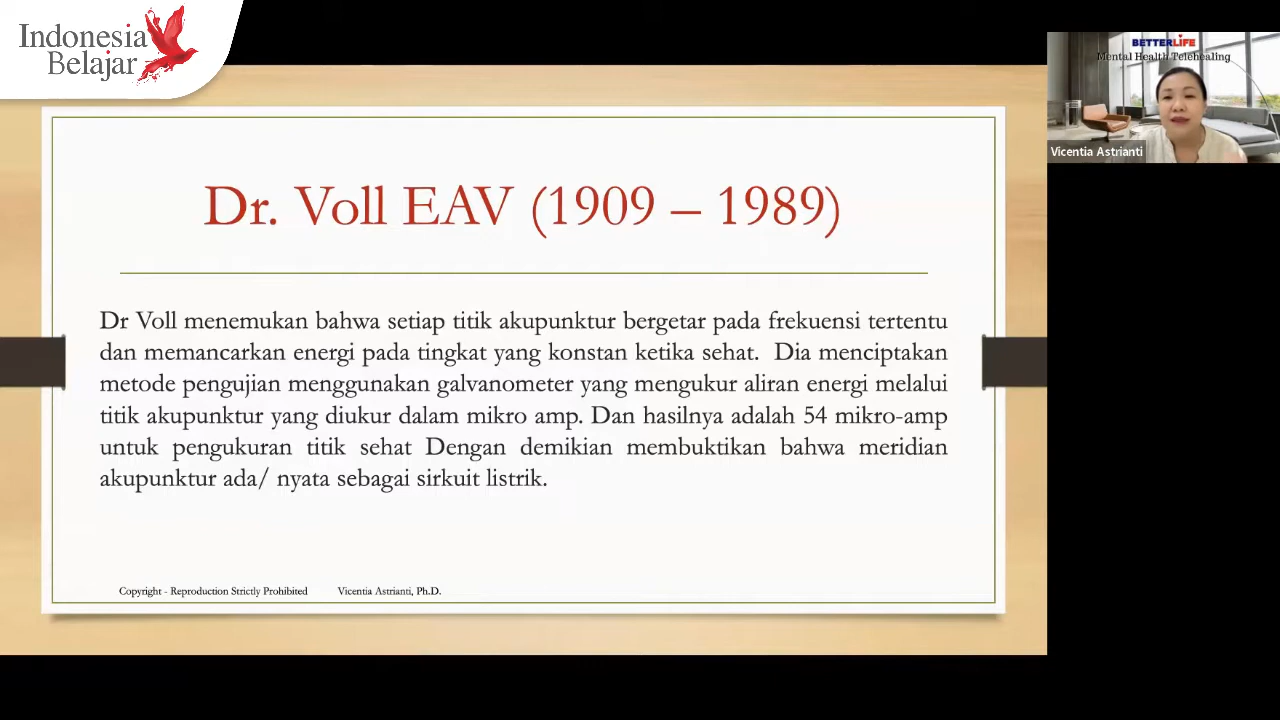 Indonesia
Belajar
BETTERLIFE
Mental Health Telehealing
Vicentia Astrianti
Dr. Voll EAV (1909 – 1989)
Dr Voll menemukan bahwa setiap titik akupunktur bergetar pada frekuensi tertentu
dan memancarkan energi pada tingkat yang konstan ketika sehat. Dia menciptakan
metode pengujian menggunakan galvanometer yang mengukur aliran energi melalui
titik akupunktur yang diukur dalam mikro amp. Dan hasilnya adalah 54 mikro-amp
untuk pengukuran titik sehat Dengan demikian membuktikan bahwa meridian
akupunktur ada/ nyata sebagai sirkuit listrik.
Copyright - Reproduction Strictly Prohibited Vicentia Astrianti, Ph.D.